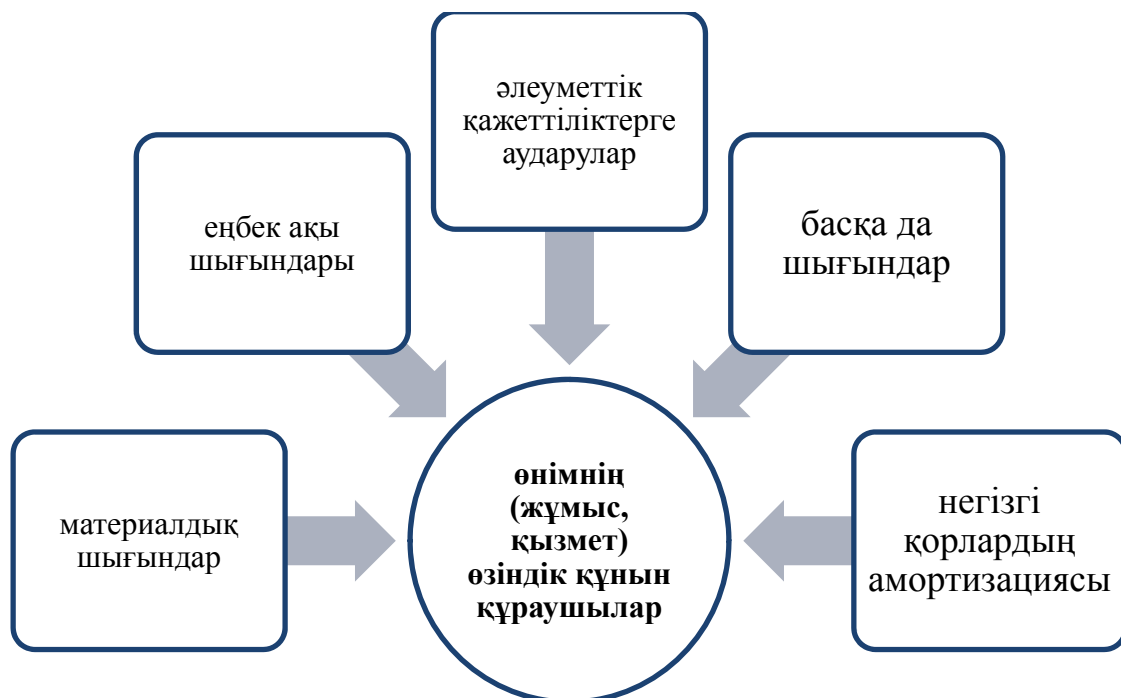 әлеуметтік
қажеттіліктерге
аударулар
еңбек ақы
шығындары
басқа да
шығындар
материалдық
шығындар
өнімнің
(жұмыс,
қызмет)
өзіндік құнын
құраушылар
негізгі
қорлардың
амортизациясы